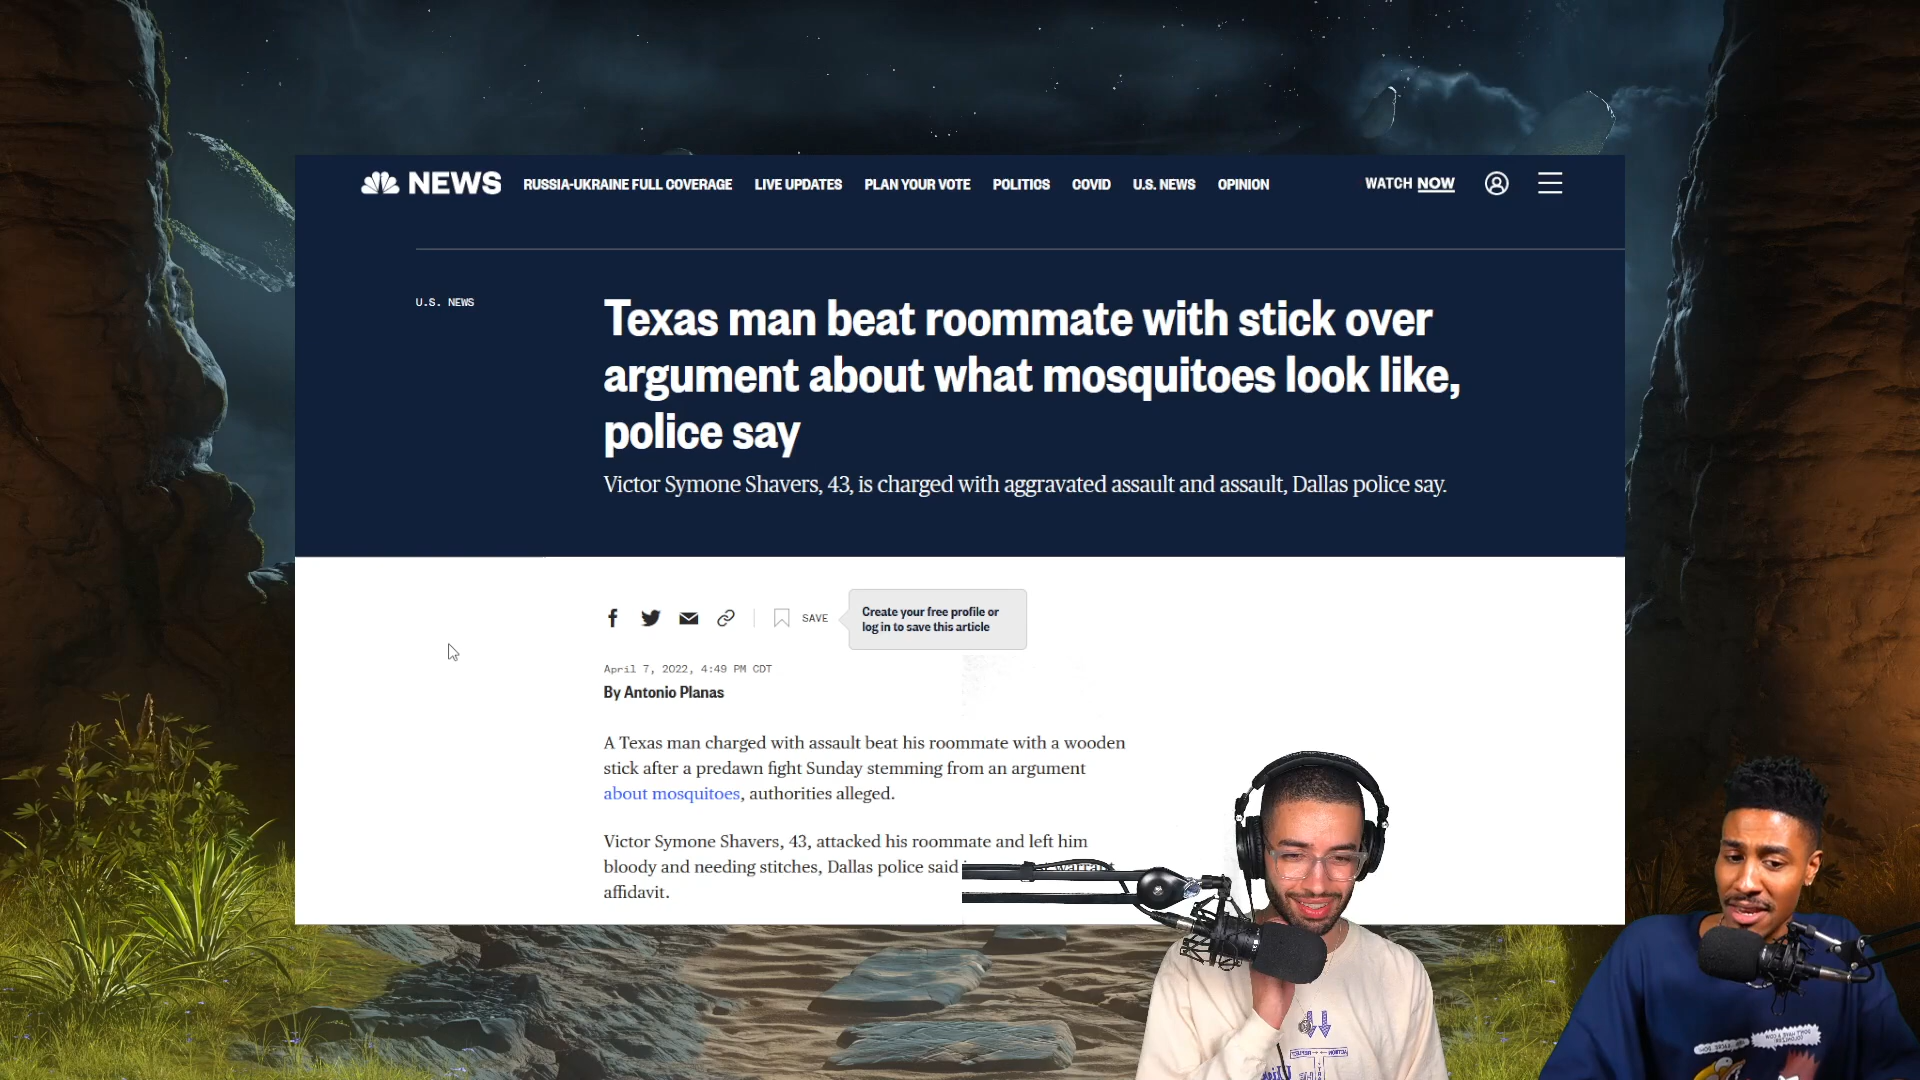 NEWS RUSSIA-UKRAINE FULL COVERAGE LIVE UPDATES PLAN YOUR VOTE POLITICS COVID U.S. NEWS OPINION WATCH NOW
U.S. NEWS
Texas man beat roommate with stick over
argument about what mosquitoes look like,
police say
Victor Symone Shavers, 43, is charged with aggravated assault and assault, Dallas police say.
SAVE
Create your free profile or
log in to save this article
April 7, 2022, 4:49 PM CDT
By Antonio Planas
A Texas man charged with assault beat his roommate with a wooden
stick after a predawn fight Sunday stemming from an argument
about mosquitoes, authorities alleged.
Victor Symone Shavers, 43, attacked his roommate and left him
bloody and needing stitches, Dallas police said warrant
affidavit.